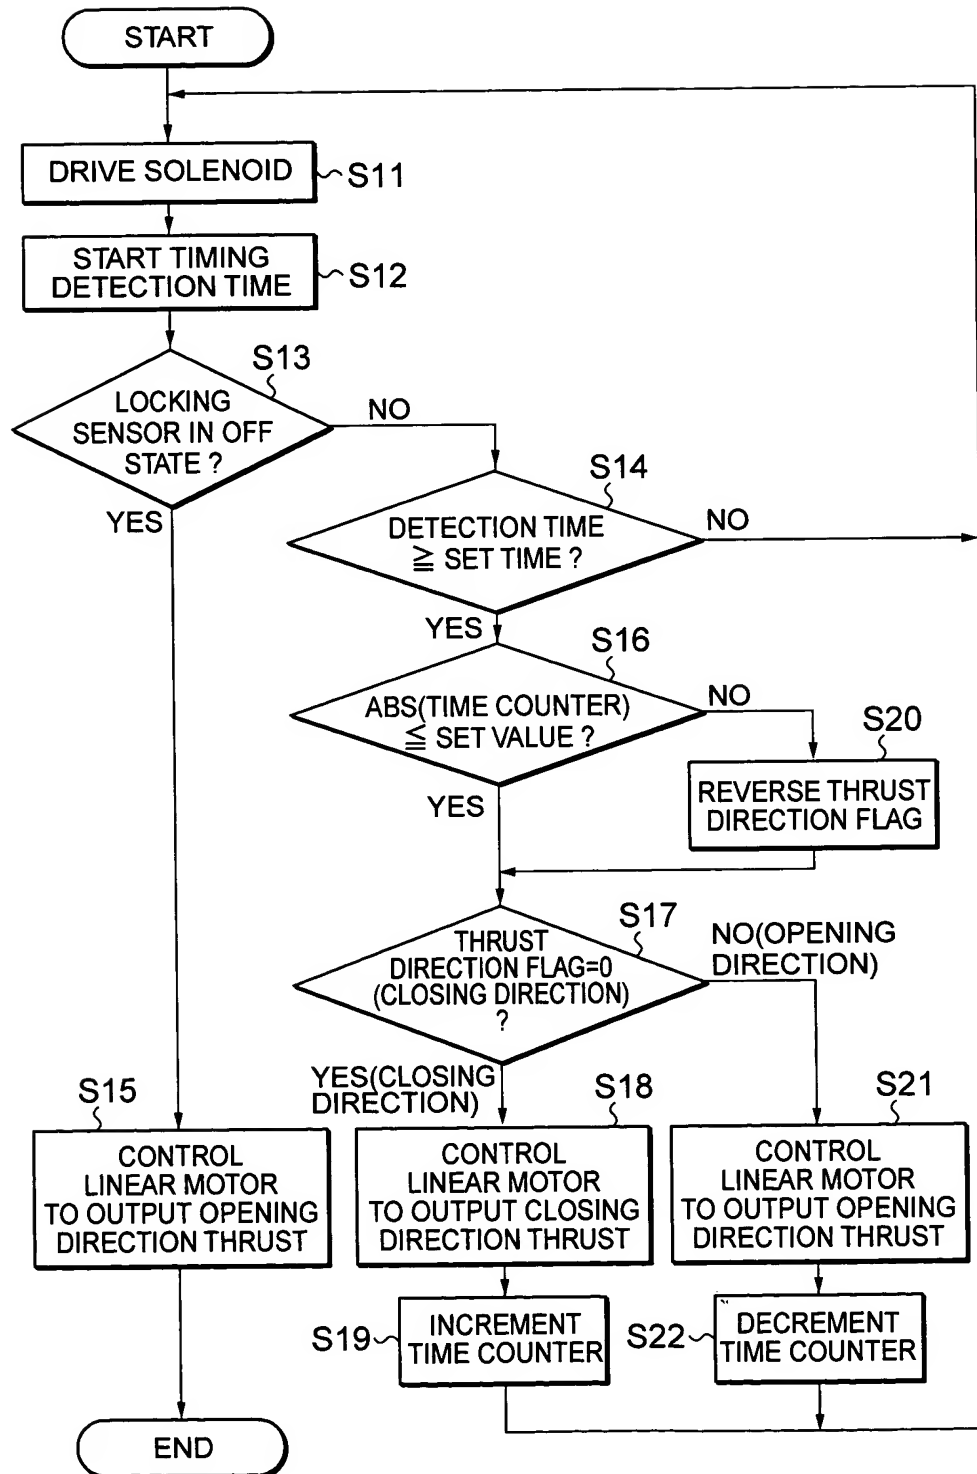 START
DRIVE SOLENOID
S11
START TIMING
DETECTION TIME
S12
S13
LOCKING
SENSOR IN OFF
STATE ?
NO
YES
S14
DETECTION TIME
≧ SET TIME ?
NO
YES
S16
ABS(TIME COUNTER)
≦ SET VALUE ?
NO
YES
S20
REVERSE THRUST
DIRECTION FLAG
S17
THRUST
DIRECTION FLAG=0
(CLOSING DIRECTION)
?
NO(OPENING
DIRECTION)
YES(CLOSING
DIRECTION)
S15
CONTROL
LINEAR MOTOR
TO OUTPUT OPENING
DIRECTION THRUST
S18
CONTROL
LINEAR MOTOR
TO OUTPUT CLOSING
DIRECTION THRUST
S21
CONTROL
LINEAR MOTOR
TO OUTPUT OPENING
DIRECTION THRUST
S19
INCREMENT
TIME COUNTER
S22
DECREMENT
TIME COUNTER
END